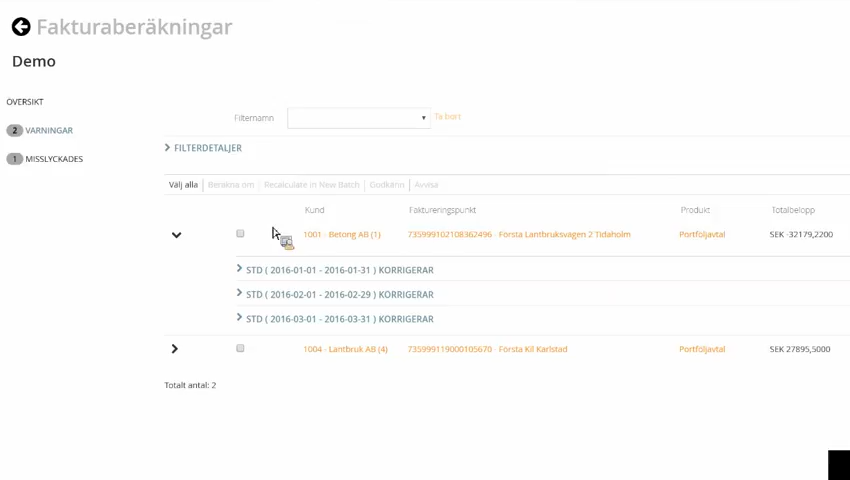 Fakturaberäkningar
Demo
OVERSIKT
2 VARNINGAR
1 MISSLYCKADES
Filternamn
Ta bort
FILTERDETALJER
Välj alla | Beräkna om | Recalculate in New Batch | Godkänn | Avvisa
Kund Faktureringspunkt Produkt Totalbelopp
1001 - Betong AB (1) 735999102108362496 - Första Lantbruksvägen 2 Tidaholm Portföljavtal SEK -32179,2200
STD ( 2016-01-01 - 2016-01-31 ) KORRIGERAR
STD ( 2016-02-01 - 2016-02-29 ) KORRIGERAR
STD ( 2016-03-01 - 2016-03-31 ) KORRIGERAR
1004 - Lantbruk AB (4) 735999119000105670 - Första Kil Karlstad Portföljavtal SEK 27895,5000
Totalt antal: 2